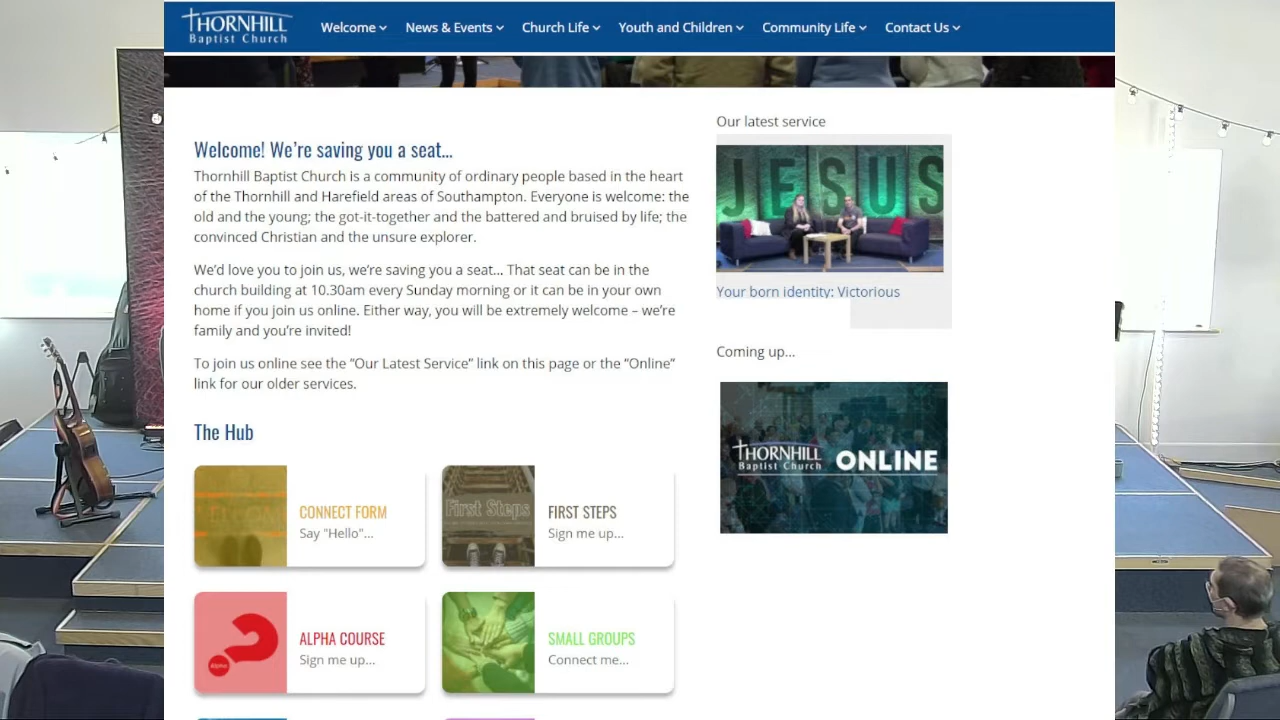 THORNHILL
Baptist Church
Welcome
News & Events
Church Life
Youth and Children
Community Life
Contact Us
Welcome! We're saving you a seat...
Thornhill Baptist Church is a community of ordinary people based in the heart
of the Thornhill and Harefield areas of Southampton. Everyone is welcome: the
old and the young; the got-it-together and the battered and bruised by life; the
convinced Christian and the unsure explorer.
We'd love you to join us, we're saving you a seat... That seat can be in the
church building at 10.30am every Sunday morning or it can be in your own
home if you join us online. Either way, you will be extremely welcome – we're
family and you're invited!
To join us online see the "Our Latest Service" link on this page or the "Online"
link for our older services.
The Hub
CONNECT FORM
Say "Hello"...
First Steps
FIRST STEPS
Sign me up...
Alpha
ALPHA COURSE
Sign me up...
SMALL GROUPS
Connect me...
Our latest service
JESUS
Your born identity: Victorious
Coming up...
THORNHILL
Baptist Church
ONLINE